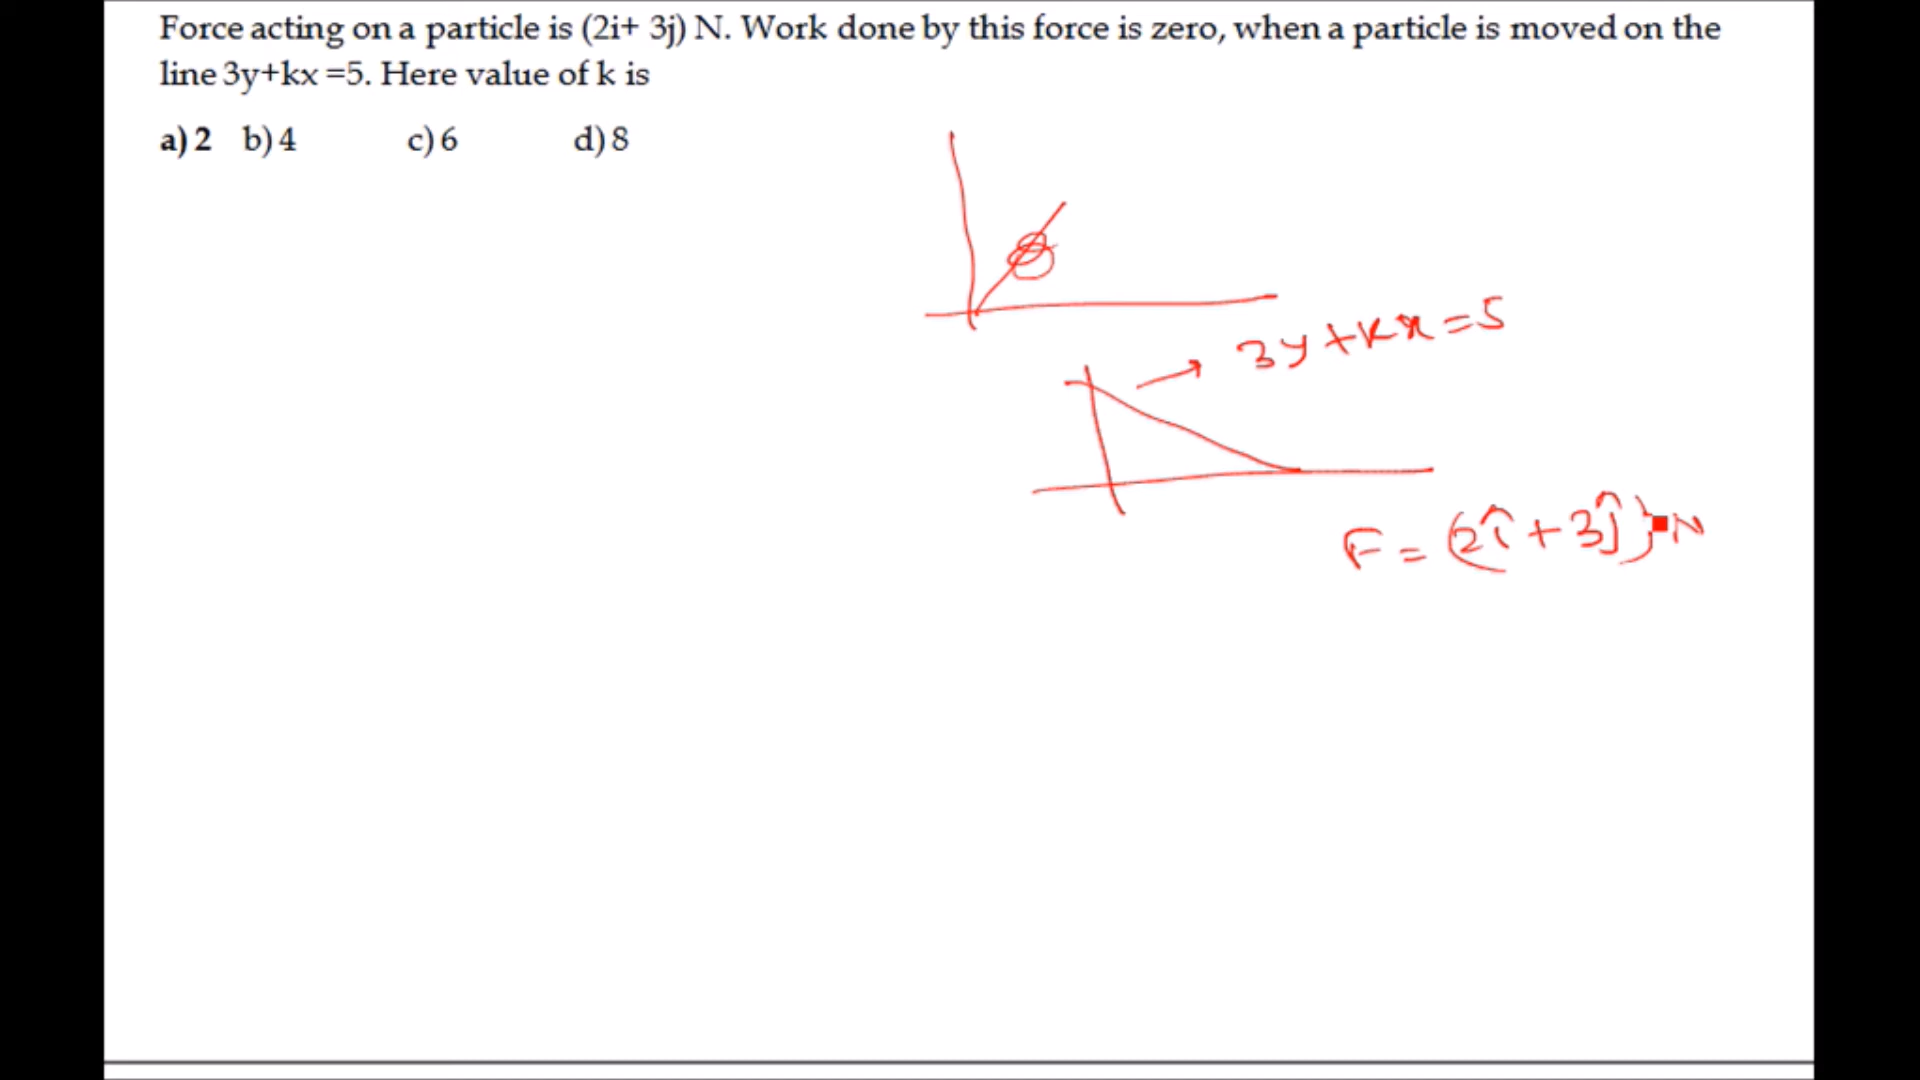 Force acting on a particle is (2i+ 3j) N. Work done by this force is zero, when a particle is moved on the
line 3y+kx =5. Here value of k is
a) 2 b) 4 c) 6 d) 8
3y+kx=5
F = (2î + 3ĵ) N